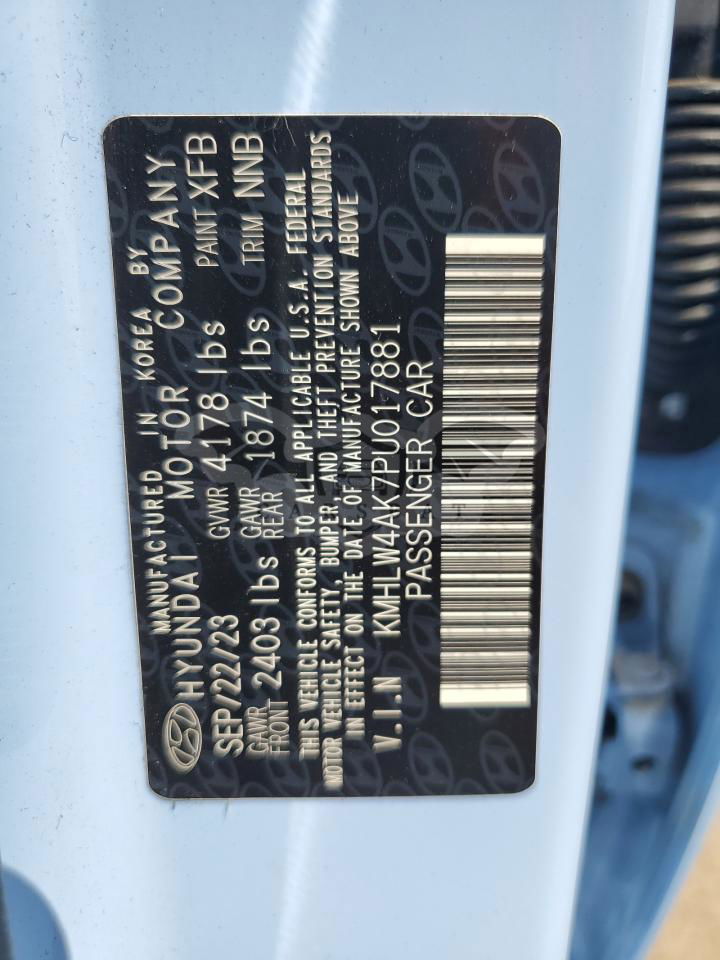 MANUFACTURED IN KOREA BY
HYUNDAI MOTOR COMPANY
SEP/22/23 GVWR 4178 lbs PAINT XFB
GAWR FRONT 2403 lbs GAWR REAR 1874 lbs TRIM NNB
THIS VEHICLE CONFORMS TO ALL APPLICABLE U.S.A. FEDERAL
MOTOR VEHICLE SAFETY, BUMPER, AND THEFT PREVENTION STANDARDS
IN EFFECT ON THE DATE OF MANUFACTURE SHOWN ABOVE
V.I.N KMHLW4AK7PU017881
PASSENGER CAR